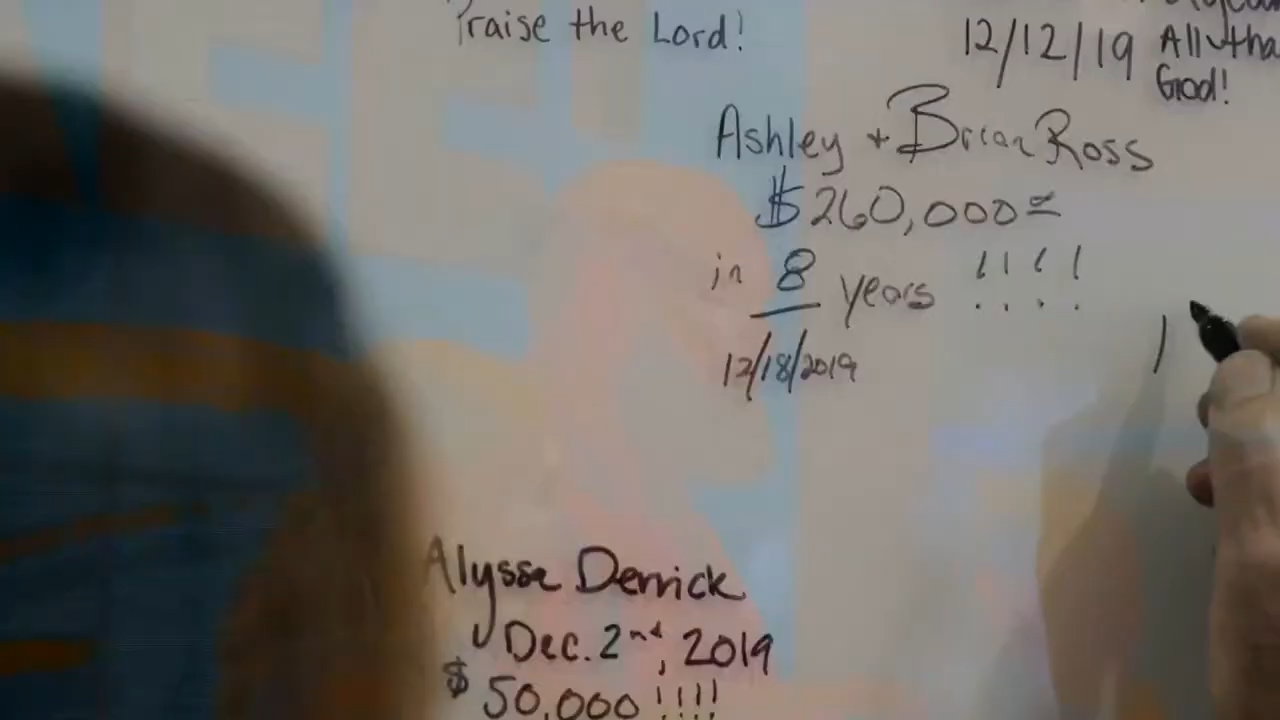 Praise the Lord!
12/12/19
God!
Ashley + Brian Ross
$260,000
in 8 years !!!!
12/18/2019
Alyssa Derrick
Dec. 2nd, 2019
$50,000 !!!!